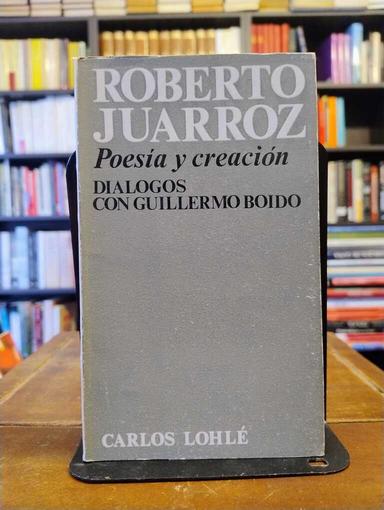 ROBERTO
JUARROZ
Poesía y creación
DIALOGOS
CON GUILLERMO BOIDO
CARLOS LOHLÉ